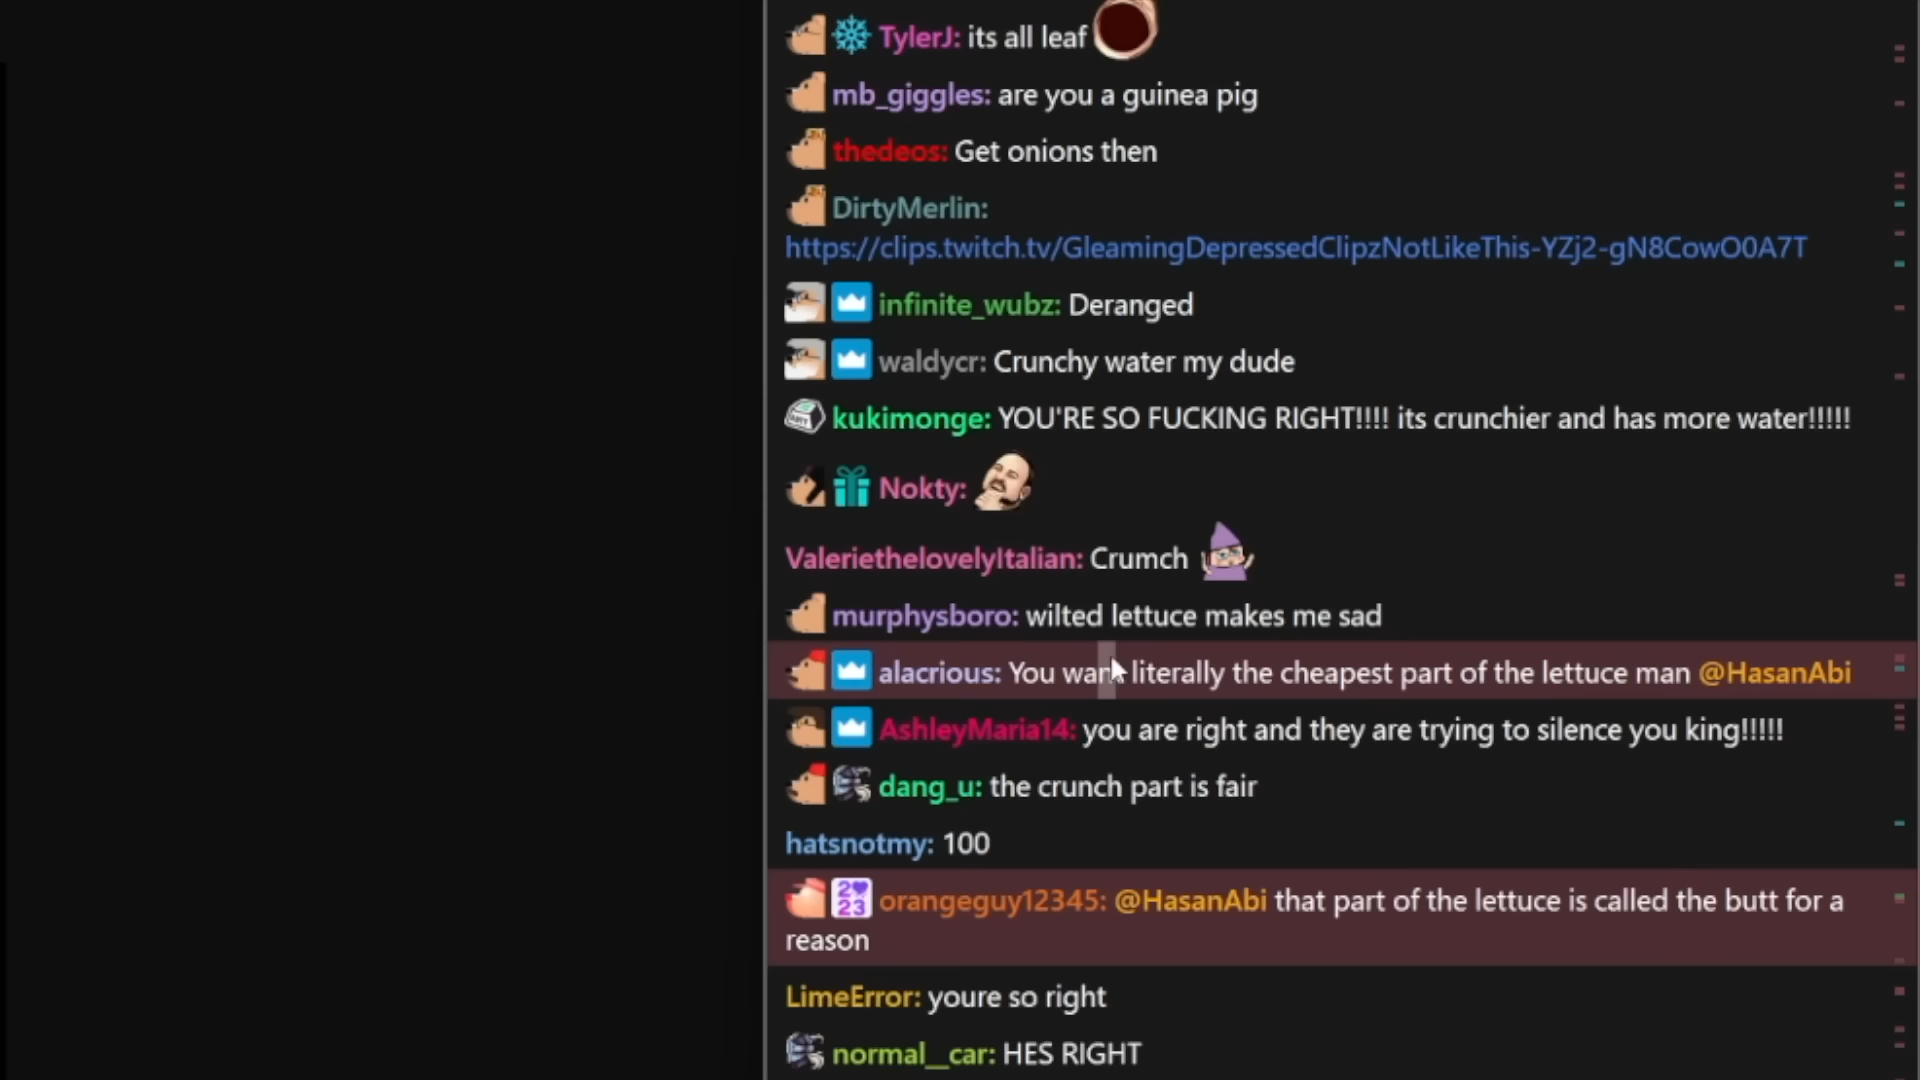 TylerJ: its all leaf
mb_giggles: are you a guinea pig
thedeos: Get onions then
DirtyMerlin:
https://clips.twitch.tv/GleamingDepressedClipzNotLikeThis-YZj2-gN8CowO0A7T
infinite_wubz: Deranged
waldycr: Crunchy water my dude
kukimonge: YOU'RE SO FUCKING RIGHT!!!! its crunchier and has more water!!!!!
Nokty:
ValeriethelovelyItalian: Crumch
murphysboro: wilted lettuce makes me sad
alacrious: You want literally the cheapest part of the lettuce man @HasanAbi
AshleyMaria14: you are right and they are trying to silence you king!!!!!
dang_u: the crunch part is fair
hatsnotmy: 100
2023 orangeguy12345: @HasanAbi that part of the lettuce is called the butt for a
reason
LimeError: youre so right
normal__car: HES RIGHT